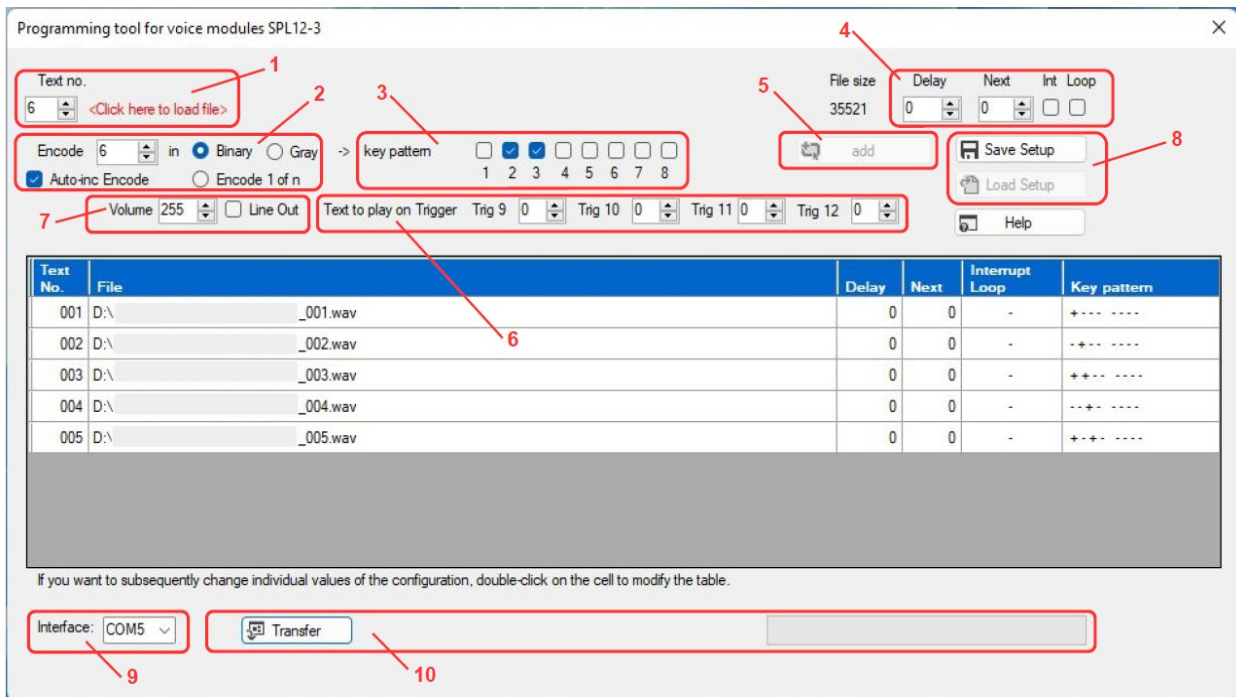 Programming tool for voice modules SPL12-3
1
4
Text no.
6 <Click here to load file>
2
3
5
File size Delay Next Int Loop
35521 0 0
Encode 6 in Binary Gray -> key pattern
Auto-inc Encode Encode 1 of n
1 2 3 4 5 6 7 8
add
Save Setup
8
Load Setup
7
Volume 255 Line Out Text to play on Trigger Trig 9 0 Trig 10 0 Trig 11 0 Trig 12 0
Help
Text No. File Delay Next Interrupt Loop Key pattern
001 D:\ _001.wav 0 0 - +--- ----
002 D:\ _002.wav 0 0 - -+-- ----
003 D:\ _003.wav 0 0 - ++-- ----
004 D:\ _004.wav 0 0 - --+- ----
005 D:\ _005.wav 0 0 - +-+- ----
6
If you want to subsequently change individual values of the configuration, double-click on the cell to modify the table.
Interface: COM5 Transfer
9
10